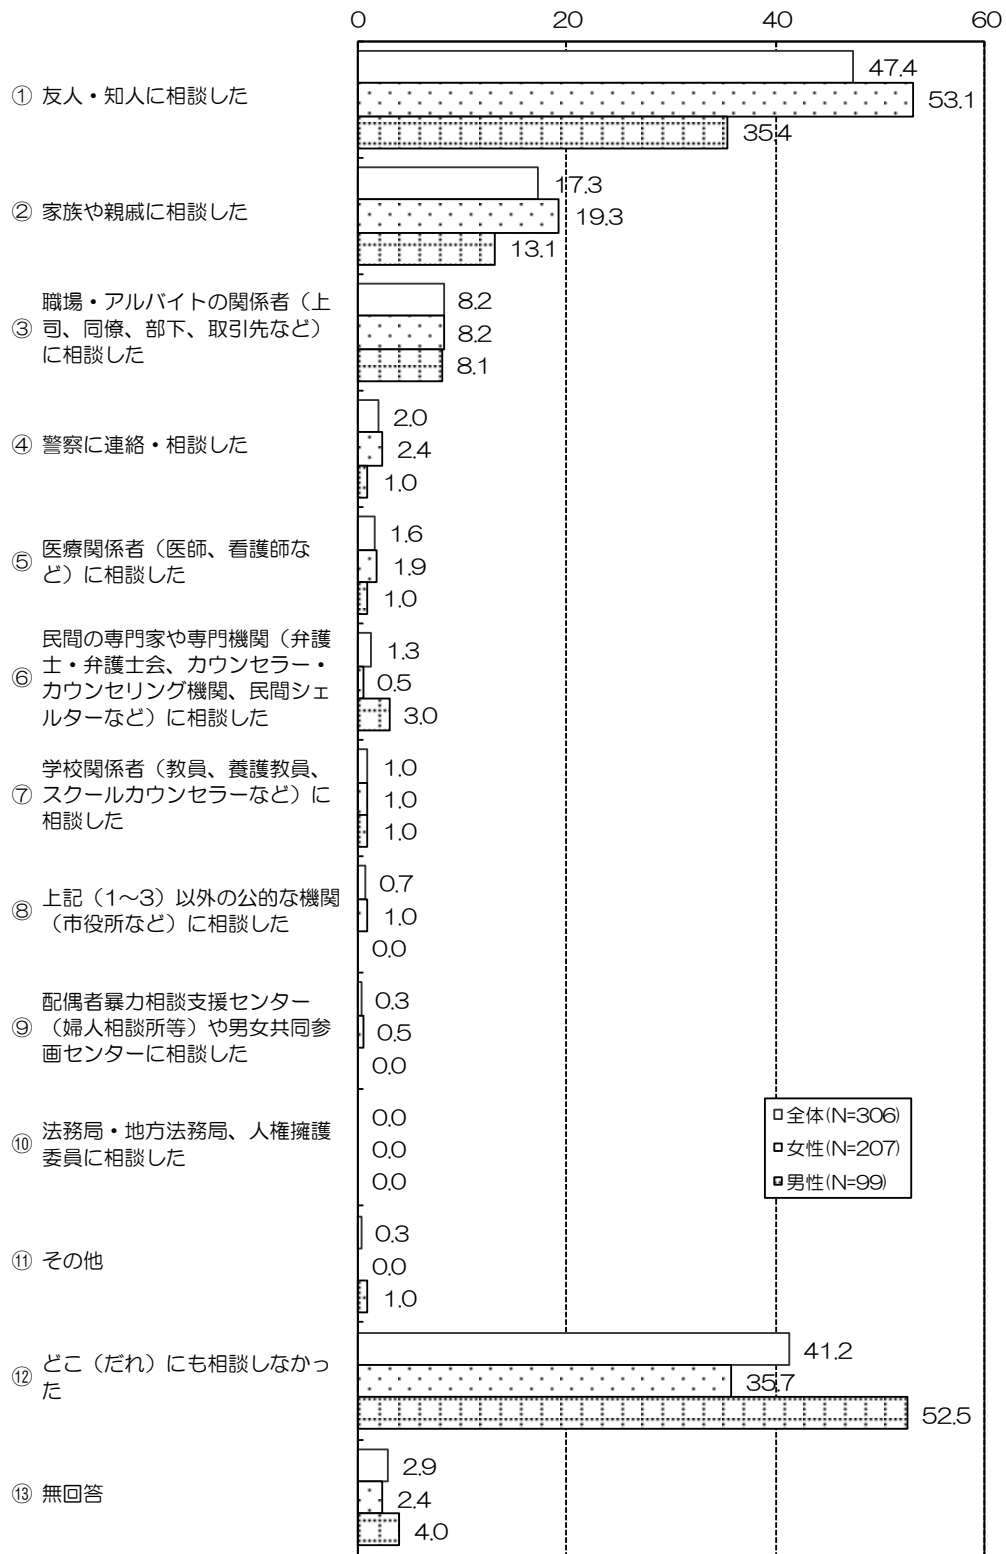 0 20 40 60
① 友人・知人に相談した
47.4
53.1
35.4
② 家族や親戚に相談した
17.3
19.3
13.1
③ 職場・アルバイトの関係者（上
司、同僚、部下、取引先など）
に相談した
8.2
8.2
8.1
④ 警察に連絡・相談した
2.0
2.4
1.0
⑤ 医療関係者（医師、看護師な
ど）に相談した
1.6
1.9
1.0
⑥ 民間の専門家や専門機関（弁護
士・弁護士会、カウンセラー・
カウンセリング機関、民間シェ
ルターなど）に相談した
1.3
0.5
3.0
⑦ 学校関係者（教員、養護教員、
スクールカウンセラーなど）に
相談した
1.0
1.0
1.0
⑧ 上記（1～3）以外の公的な機関
（市役所など）に相談した
0.7
1.0
0.0
⑨ 配偶者暴力相談支援センター
（婦人相談所等）や男女共同参
画センターに相談した
0.3
0.5
0.0
⑩ 法務局・地方法務局、人権擁護
委員に相談した
0.0
0.0
0.0
全体(N=306)
女性(N=207)
男性(N=99)
⑪ その他
0.3
0.0
1.0
⑫ どこ（だれ）にも相談しなかっ
た
41.2
35.7
52.5
⑬ 無回答
2.9
2.4
4.0